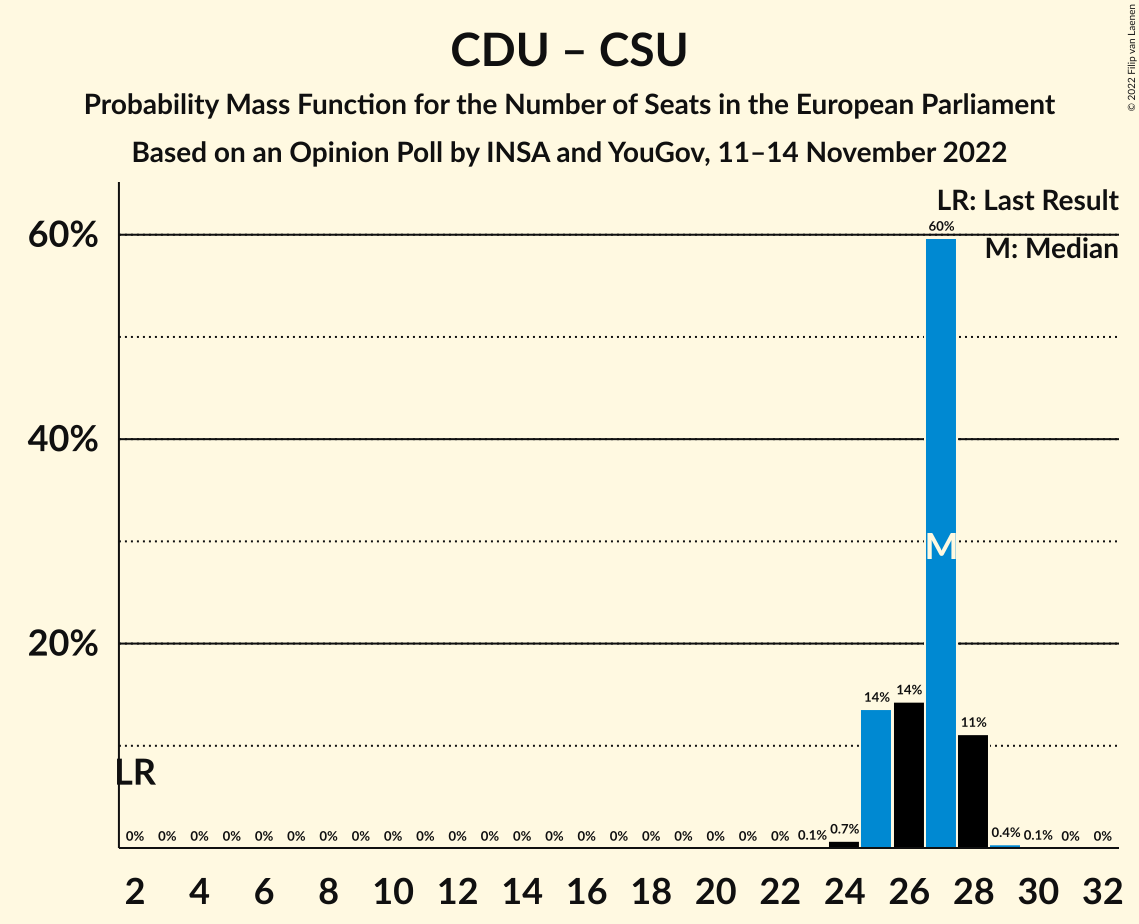 CDU – CSU
Probability Mass Function for the Number of Seats in the European Parliament
Based on an Opinion Poll by INSA and YouGov, 11–14 November 2022
© 2022 Filip van Laenen
LR: Last Result
M: Median
60%
40%
20%
60%
M
14%
14%
11%
LR
0% 0% 0% 0% 0% 0% 0% 0% 0% 0% 0% 0% 0% 0% 0% 0% 0% 0% 0% 0% 0% 0.1% 0.7% 0.4% 0.1% 0% 0%
2 4 6 8 10 12 14 16 18 20 22 24 26 28 30 32